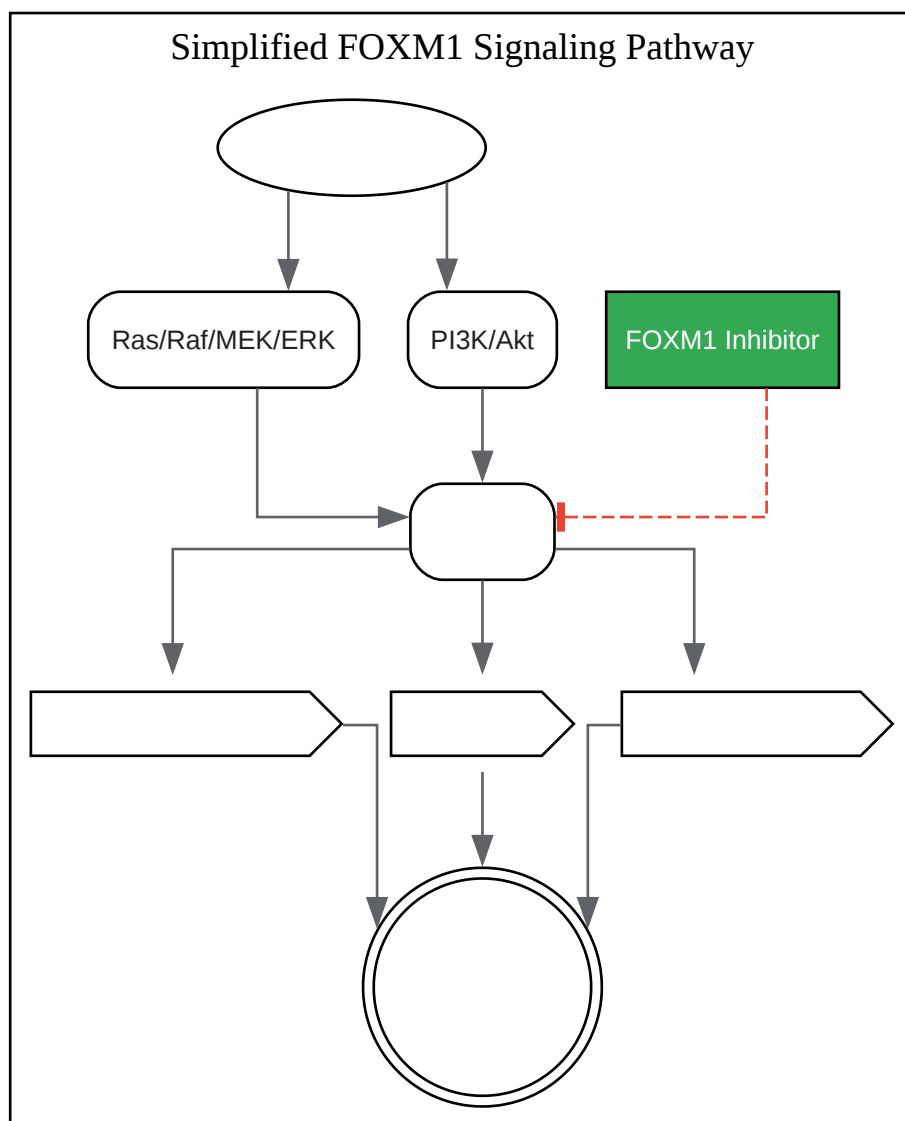 Simplified FOXM1 Signaling Pathway
Ras/Raf/MEK/ERK
PI3K/Akt
FOXM1 Inhibitor